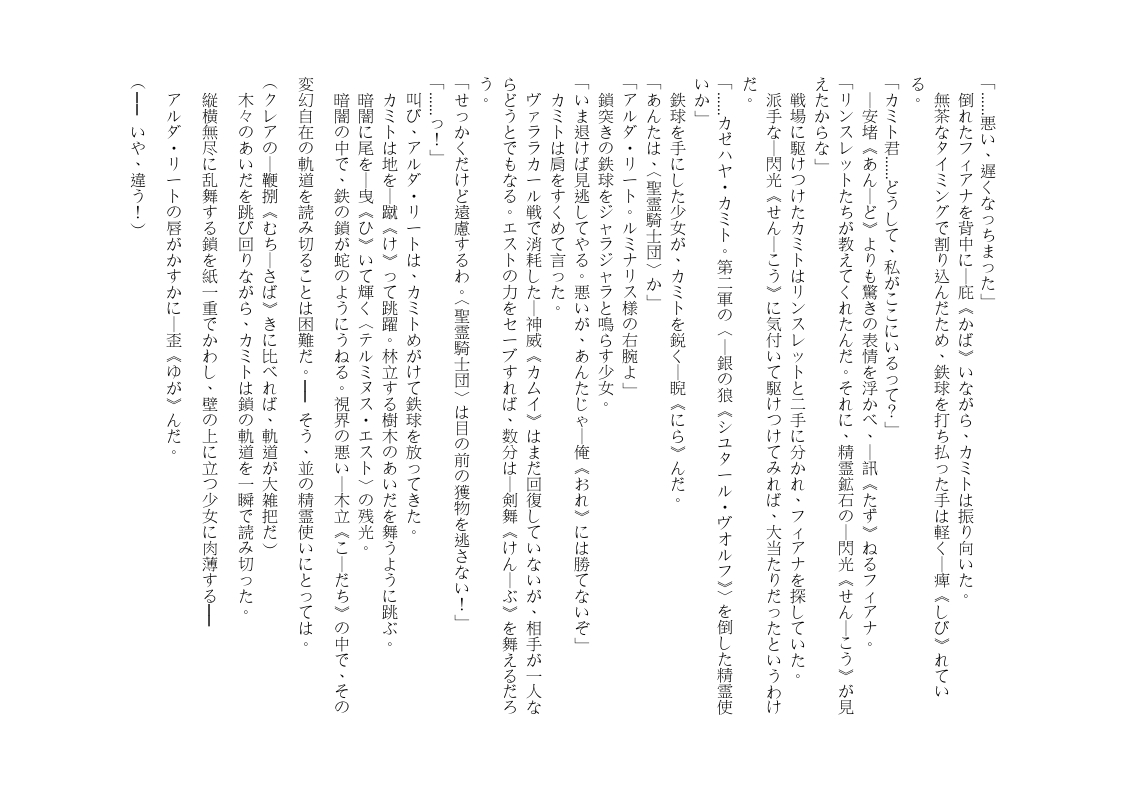 「……悪い、遅くなっちまった」
倒れたフィアナを背中に―庇《かば》いながら、カミトは振り向いた。
無茶なタイミングで割り込んだため、鉄球を打ち払った手は軽く―痺《しび》れてい
る。
「カミト君……どうして、私がここにいるって？」
―安堵《あん―ど》よりも驚きの表情を浮かべ、―訊《たず》ねるフィアナ。
「リンスレットたちが教えてくれたんだ。それに、精霊鉱石の―閃光《せん―こう》が見
えたからな」
戦場に駆けつけたカミトはリンスレットと二手に分かれ、フィアナを探していた。
派手な―閃光《せん―こう》に気付いて駆けつけてみれば、大当たりだったというわけ
だ。
「……カゼハヤ・カミト。第二軍の〈―銀の狼《シュタール・ヴォルフ》〉を倒した精霊使
いか」
鉄球を手にした少女が、カミトを鋭く―睨《にら》んだ。
「あんたは、〈聖霊騎士団〉か」
「アルダ・リート。ルミナリス様の右腕よ」
鎖突きの鉄球をジャラジャラと鳴らす少女。
「いま退けば見逃してやる。悪いが、あんたじゃ―俺《おれ》には勝てないぞ」
カミトは肩をすくめて言った。
ヴァララカール戦で消耗した―神威《カムイ》はまだ回復していないが、相手が一人な
らどうとでもなる。エストの力をセーブすれば、数分は―剣舞《けん―ぶ》を舞えるだろ
う。
「せっかくだけど遠慮するわ。〈聖霊騎士団〉は目の前の獲物を逃さない！」
「……っ！」
叫び、アルダ・リートは、カミトめがけて鉄球を放ってきた。
カミトは地を―蹴《け》って跳躍。林立する樹木のあいだを舞うように跳ぶ。
暗闇に尾を―曳《ひ》いて輝く〈テルミヌス・エスト〉の残光。
暗闇の中で、鉄の鎖が蛇のようにうねる。視界の悪い―木立《こ―だち》の中で、その
変幻自在の軌道を読み切ることは困難だ。━━ そう、並の精霊使いにとっては。
（クレアの―鞭捌《むち―さば》きに比べれば、軌道が大雑把だ）
木々のあいだを跳び回りながら、カミトは鎖の軌道を一瞬で読み切った。
縦横無尽に乱舞する鎖を紙一重でかわし、壁の上に立つ少女に肉薄する━━
アルダ・リートの唇がかすかに―歪《ゆが》んだ。
（━━ いや、違う！）